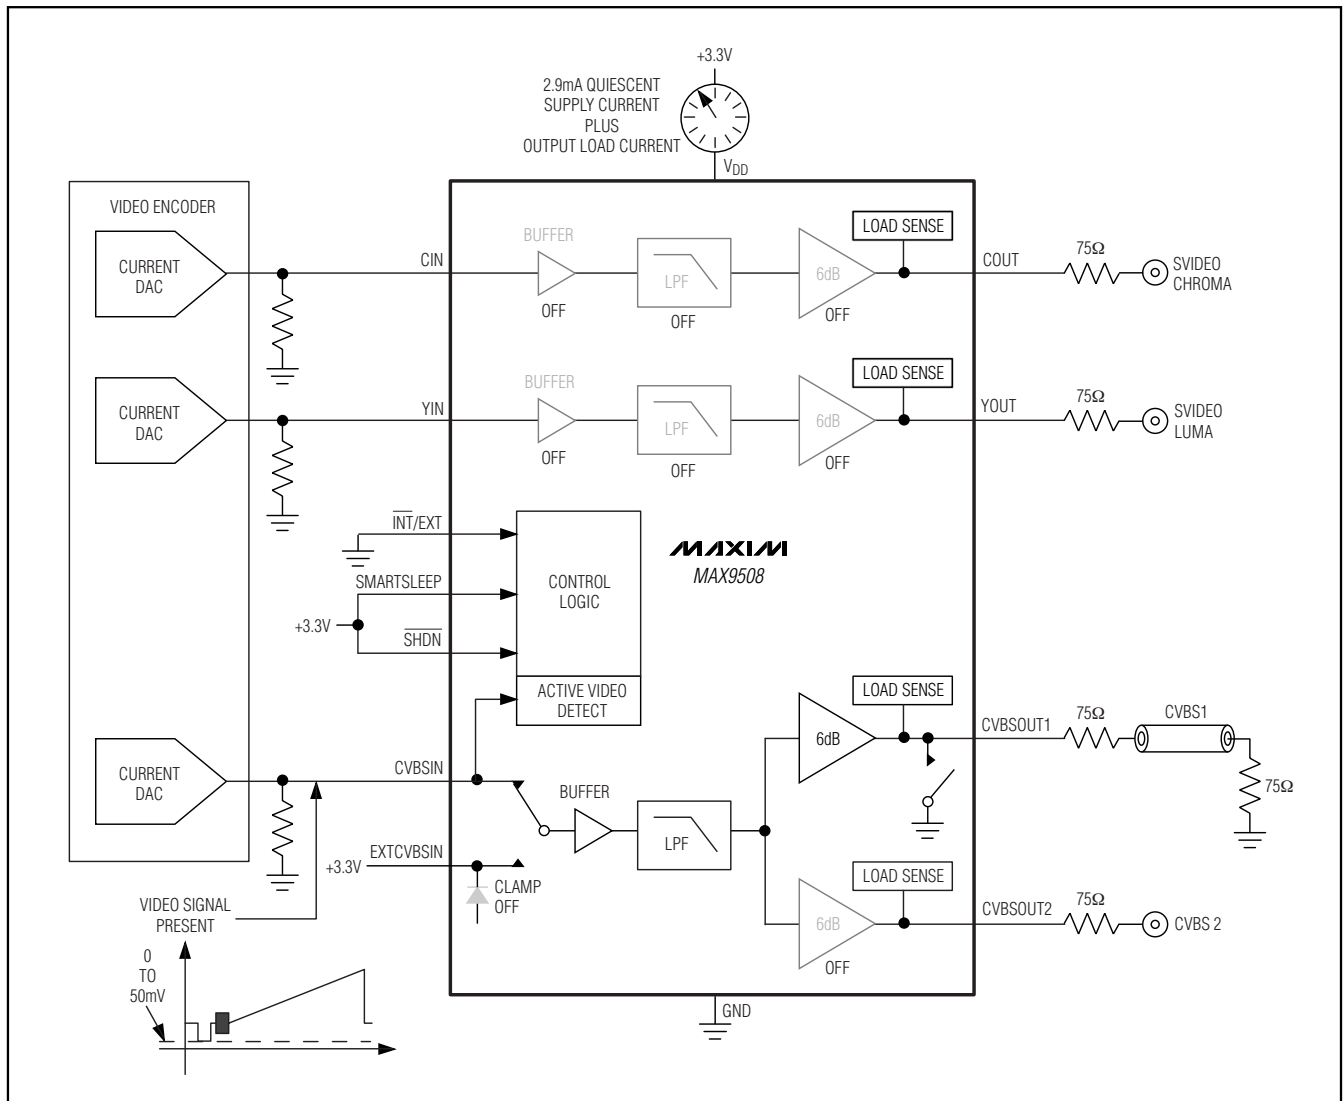 +3.3V
2.9mA QUIESCENT
SUPPLY CURRENT
PLUS
OUTPUT LOAD CURRENT
VDD
VIDEO ENCODER
CURRENT
DAC
CIN
BUFFER
OFF
LPF
OFF
6dB
OFF
LOAD SENSE
COUT
75Ω
SVIDEO
CHROMA
CURRENT
DAC
YIN
BUFFER
OFF
LPF
OFF
6dB
OFF
LOAD SENSE
YOUT
75Ω
SVIDEO
LUMA
INT/EXT
SMARTSLEEP
+3.3V
SHDN
CONTROL
LOGIC
ACTIVE VIDEO
DETECT
MAXIM
MAX9508
CURRENT
DAC
CVBSIN
EXTCVBSIN
+3.3V
CLAMP
OFF
BUFFER
LPF
6dB
LOAD SENSE
CVBSOUT1
75Ω
CVBS1
75Ω
6dB
OFF
LOAD SENSE
CVBSOUT2
75Ω
CVBS 2
VIDEO SIGNAL
PRESENT
0
TO
50mV
GND